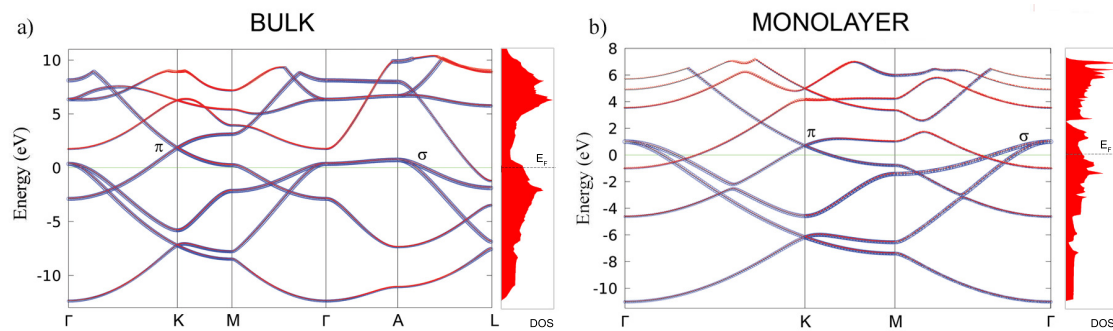 BULK
a)
10
5
0
-5
-10
Energy (eV)
π
σ
E_F
Γ K M Γ A L
DOS
MONOLAYER
b)
8
6
4
2
0
-2
-4
-6
-8
-10
Energy (eV)
π
σ
E_F
Γ K M Γ
DOS